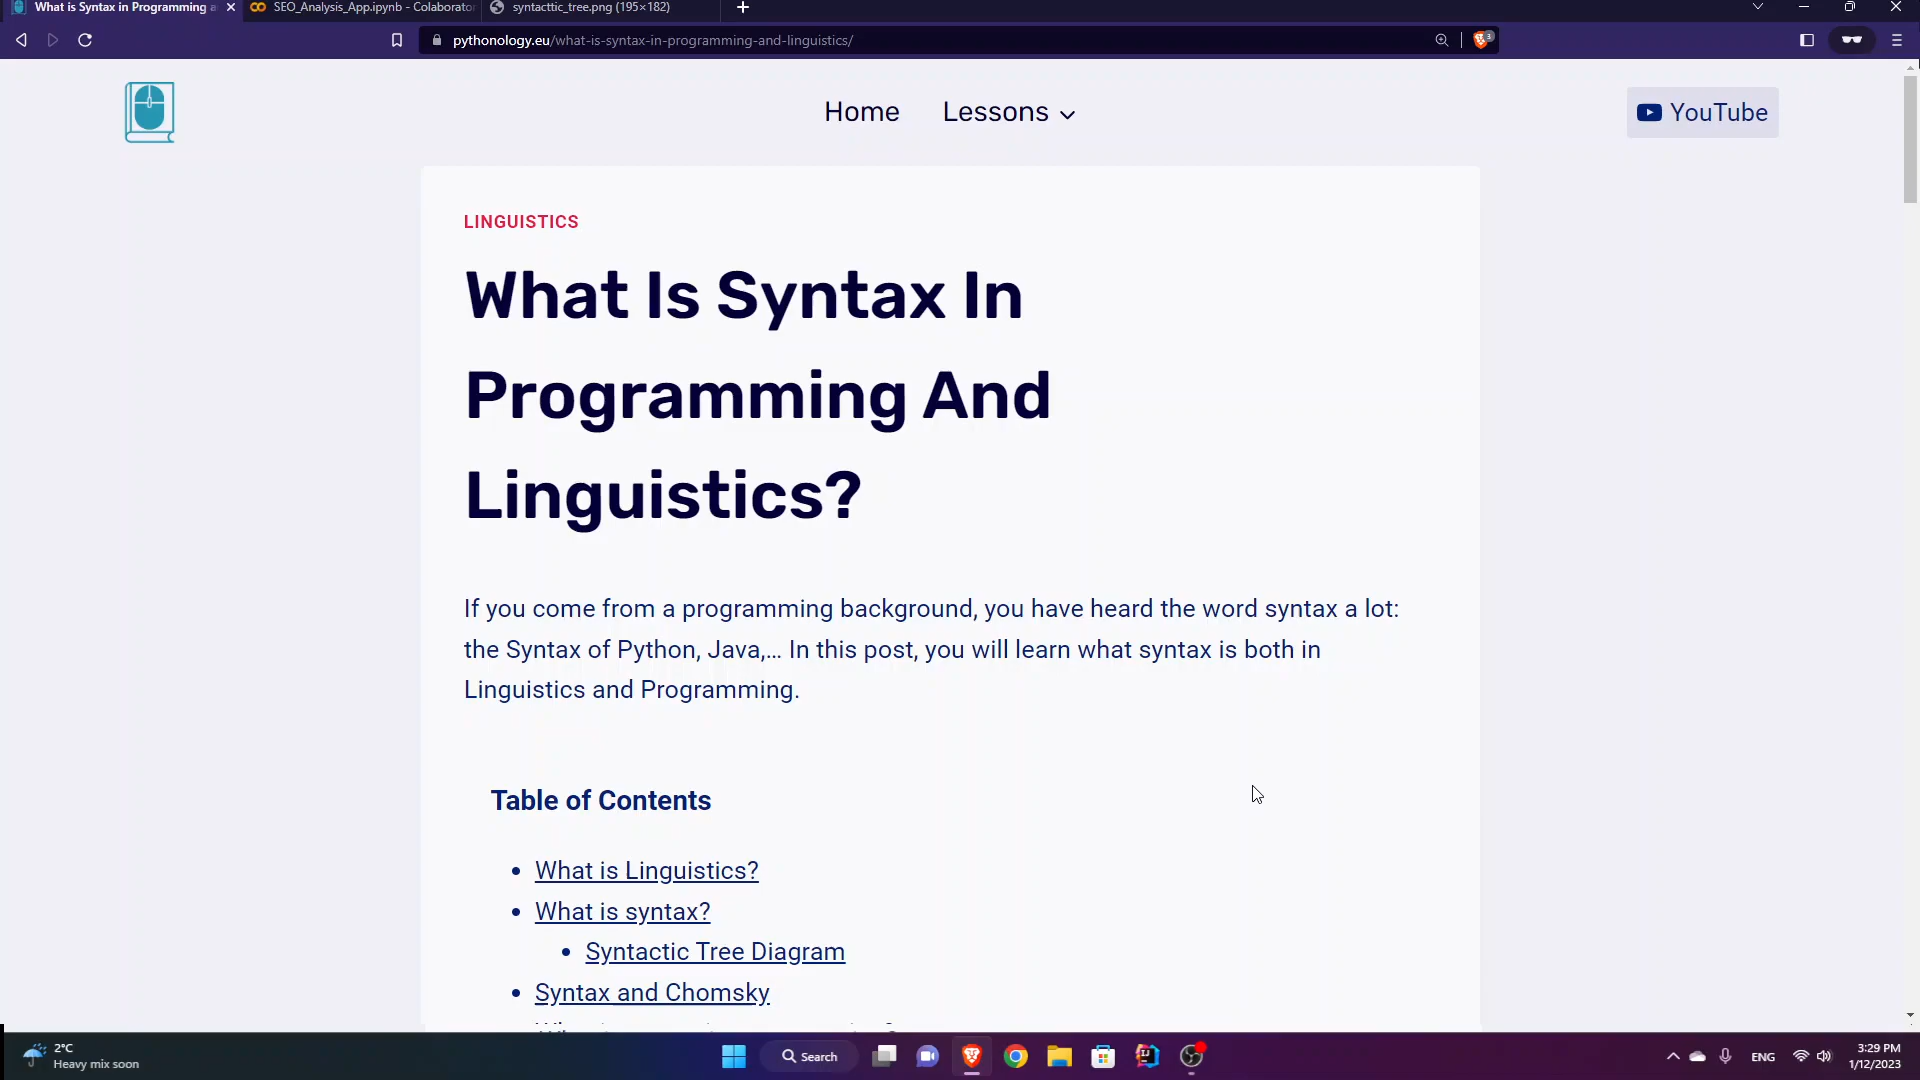 What is Syntax in Programming a
SEO_Analysis_App.ipynb - Colaborator
syntacttic_tree.png (195×182)
pythonology.eu/what-is-syntax-in-programming-and-linguistics/
3
Home
Lessons
YouTube
LINGUISTICS
What Is Syntax In
Programming And
Linguistics?
If you come from a programming background, you have heard the word syntax a lot:
the Syntax of Python, Java,... In this post, you will learn what syntax is both in
Linguistics and Programming.
Table of Contents
• What is Linguistics?
• What is syntax?
• Syntactic Tree Diagram
• Syntax and Chomsky
2°C
Heavy mix soon
Search
ENG
3:29 PM
1/12/2023